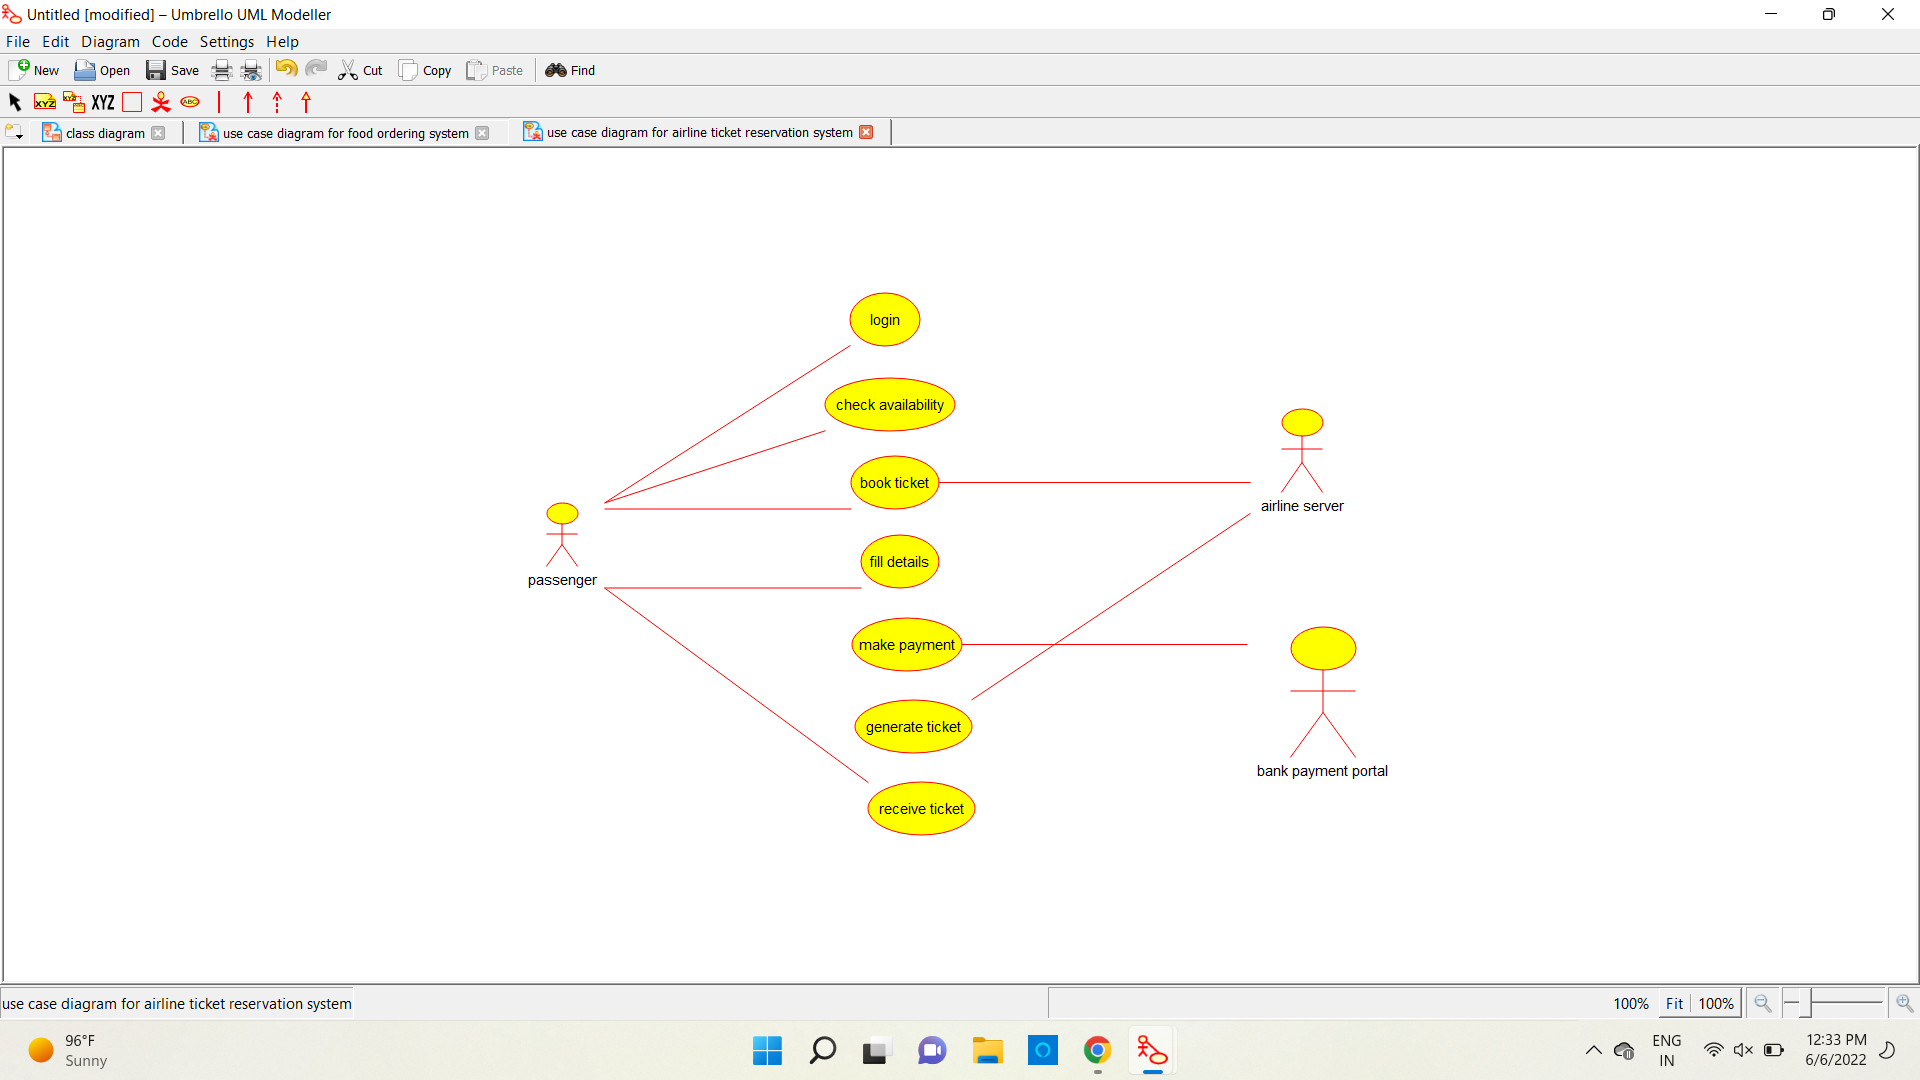 Untitled [modified] – Umbrello UML Modeller
File Edit Diagram Code Settings Help
New Open Save Cut Copy Paste Find
XYZ XYZ XYZ ABC
class diagram use case diagram for food ordering system use case diagram for airline ticket reservation system
login
check availability
book ticket
airline server
fill details
passenger
make payment
generate ticket
bank payment portal
receive ticket
use case diagram for airline ticket reservation system
100% Fit 100%
96°F
Sunny
ENG
IN
12:33 PM
6/6/2022